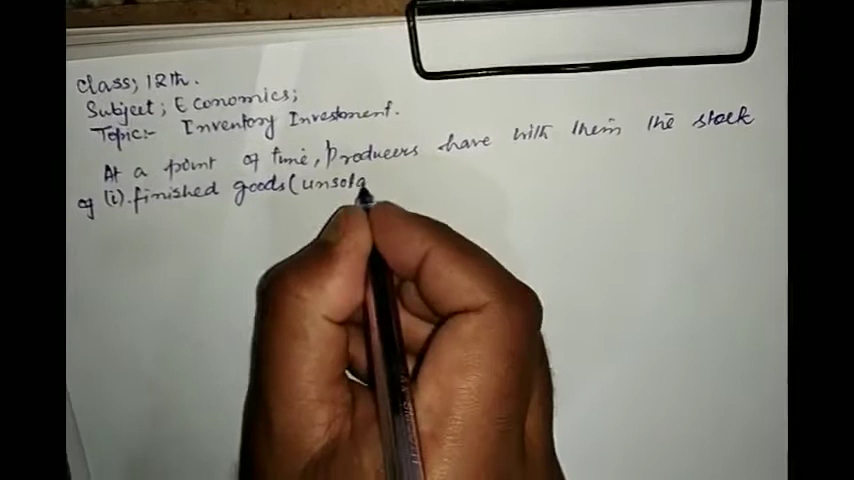 Class; 12th.
Subject; Economics;
Topic:- Inventory Investment.
At a point of time, Producers have with them the stock
of (i). finished goods (unsold